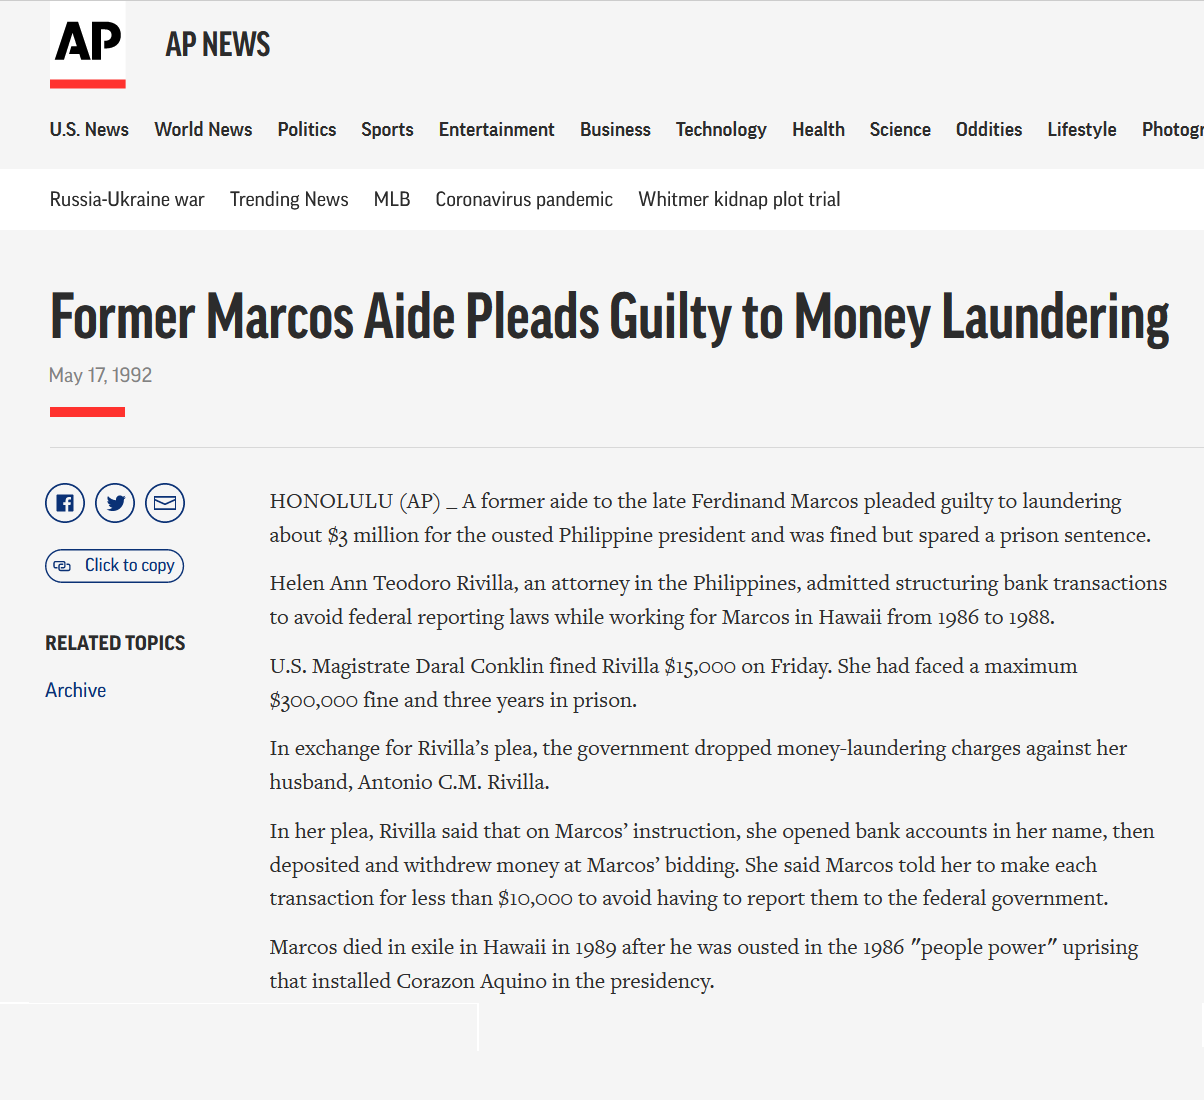 AP AP NEWS
U.S. News World News Politics Sports Entertainment Business Technology Health Science Oddities Lifestyle Photogr
Russia-Ukraine war Trending News MLB Coronavirus pandemic Whitmer kidnap plot trial
Former Marcos Aide Pleads Guilty to Money Laundering
May 17, 1992
Click to copy
RELATED TOPICS
Archive
HONOLULU (AP) _ A former aide to the late Ferdinand Marcos pleaded guilty to laundering
about $3 million for the ousted Philippine president and was fined but spared a prison sentence.
Helen Ann Teodoro Rivilla, an attorney in the Philippines, admitted structuring bank transactions
to avoid federal reporting laws while working for Marcos in Hawaii from 1986 to 1988.
U.S. Magistrate Daral Conklin fined Rivilla $15,000 on Friday. She had faced a maximum
$300,000 fine and three years in prison.
In exchange for Rivilla’s plea, the government dropped money-laundering charges against her
husband, Antonio C.M. Rivilla.
In her plea, Rivilla said that on Marcos’ instruction, she opened bank accounts in her name, then
deposited and withdrew money at Marcos’ bidding. She said Marcos told her to make each
transaction for less than $10,000 to avoid having to report them to the federal government.
Marcos died in exile in Hawaii in 1989 after he was ousted in the 1986 "people power" uprising
that installed Corazon Aquino in the presidency.